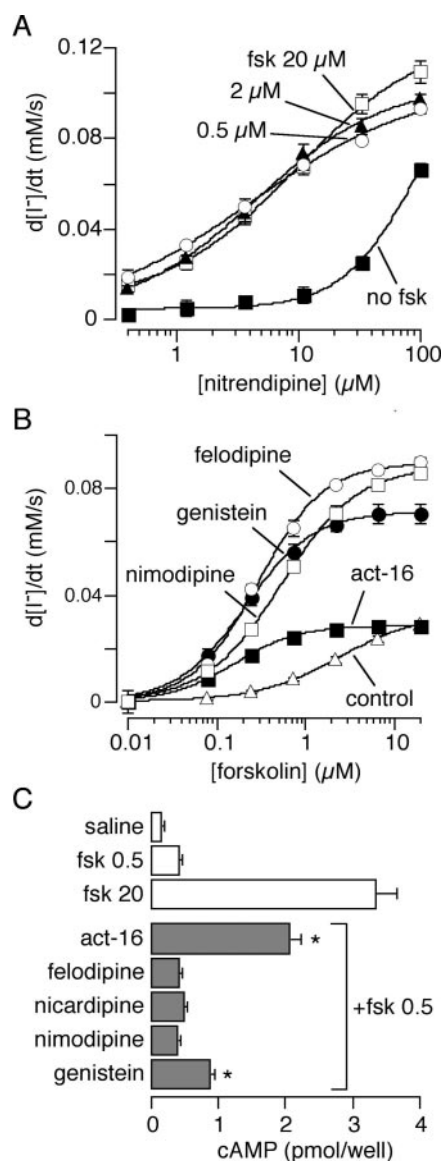 A
0.12
0.08
0.04
0
d[I⁻]/dt (mM/s)
fsk 20 µM
2 µM
0.5 µM
no fsk
1
10
100
[nitrendipine] (µM)
B
0.08
0.04
0
d[I⁻]/dt (mM/s)
felodipine
genistein
nimodipine
act-16
control
0.01
0.1
1
10
[forskolin] (µM)
C
saline
fsk 0.5
fsk 20
act-16
*
felodipine
nicardipine
+fsk 0.5
nimodipine
genistein
*
0
1
2
3
4
cAMP (pmol/well)